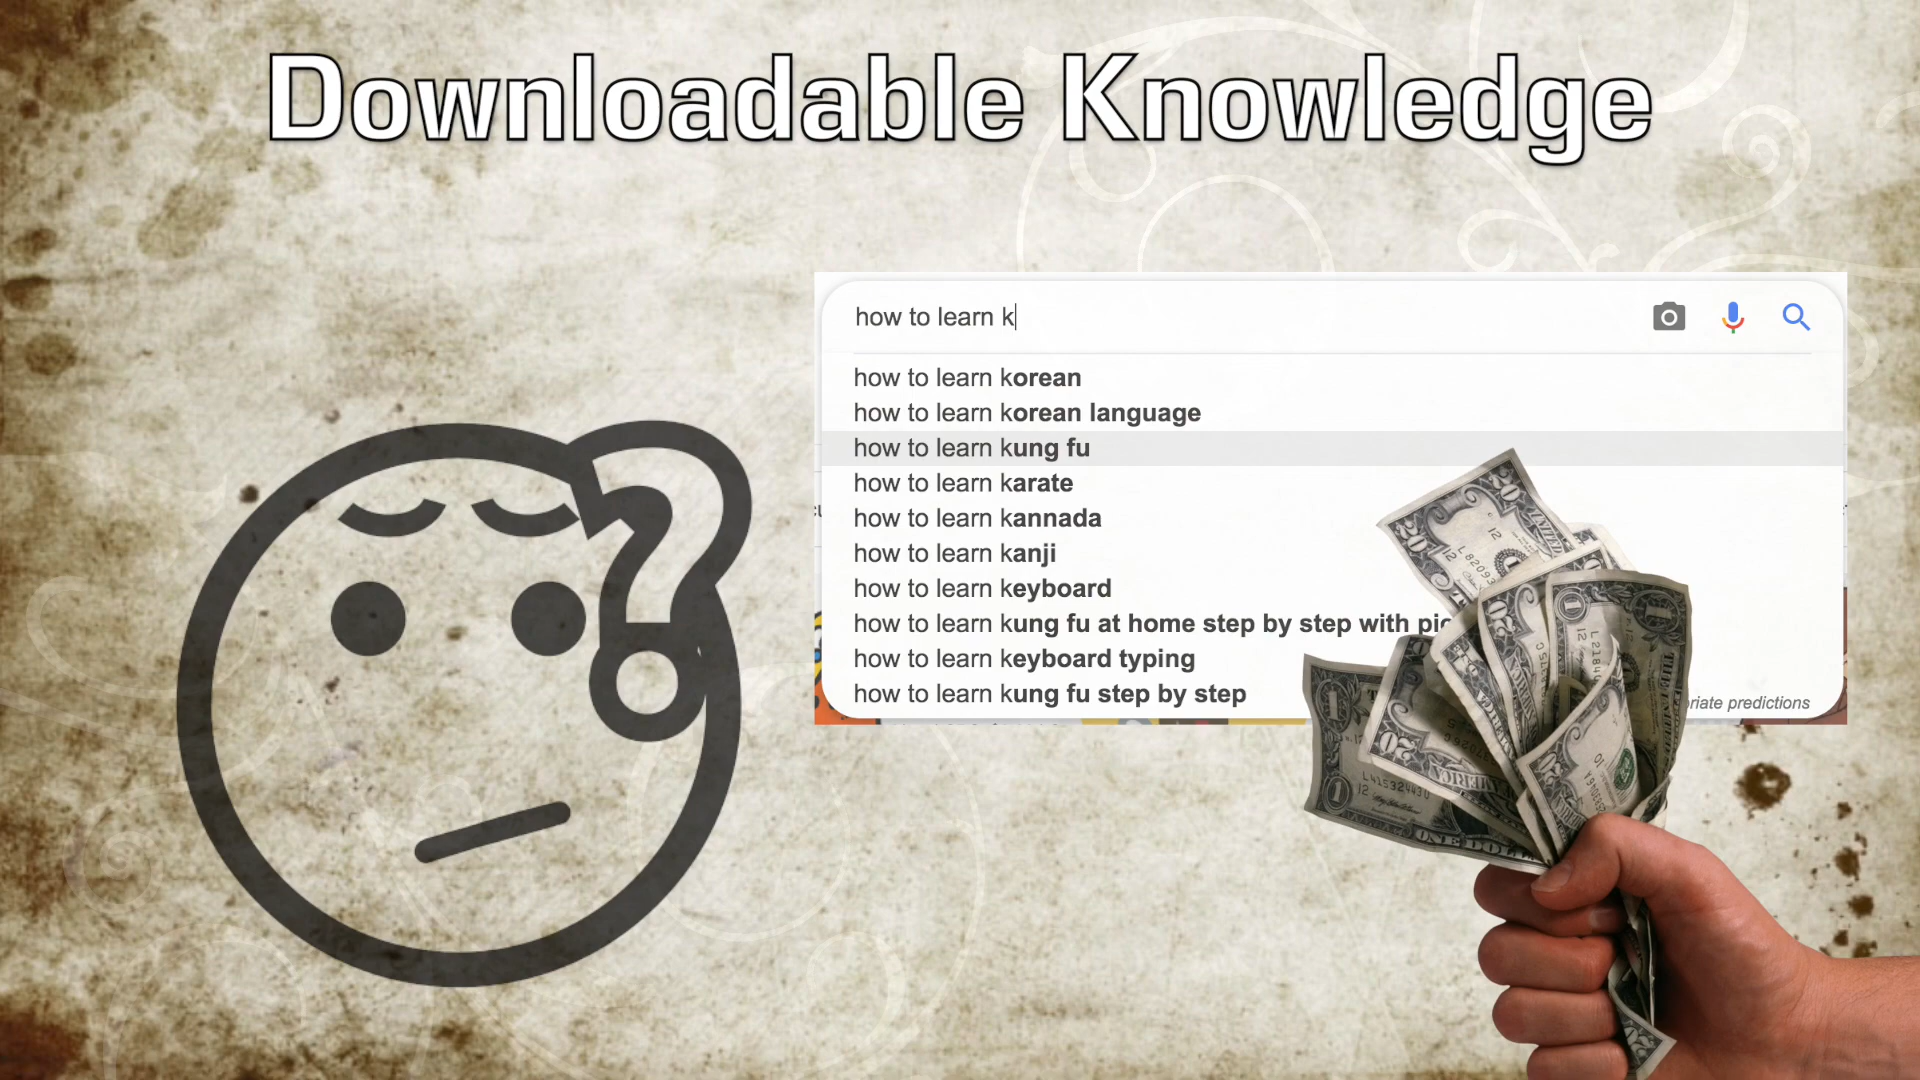 Downloadable Knowledge
how to learn k
how to learn korean
how to learn korean language
how to learn kung fu
how to learn karate
how to learn kannada
how to learn kanji
how to learn keyboard
how to learn kung fu at home step by step with pic
how to learn keyboard typing
how to learn kung fu step by step
predictions